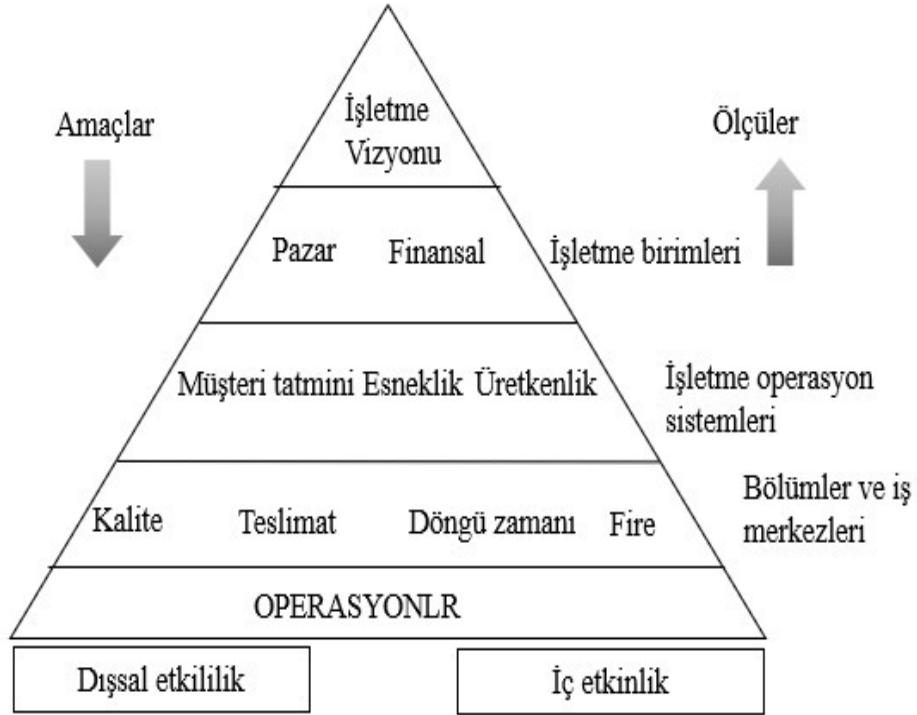 Amaçlar
İşletme
Vizyonu
Ölçüler
Pazar Finansal İşletme birimleri
Müşteri tatmini Esneklik Üretkenlik
İşletme operasyon
sistemleri
Bölümler ve iş
merkezleri
Kalite Teslimat Döngü zamanı Fire
OPERASYONLR
Dışsal etkililik İç etkinlik